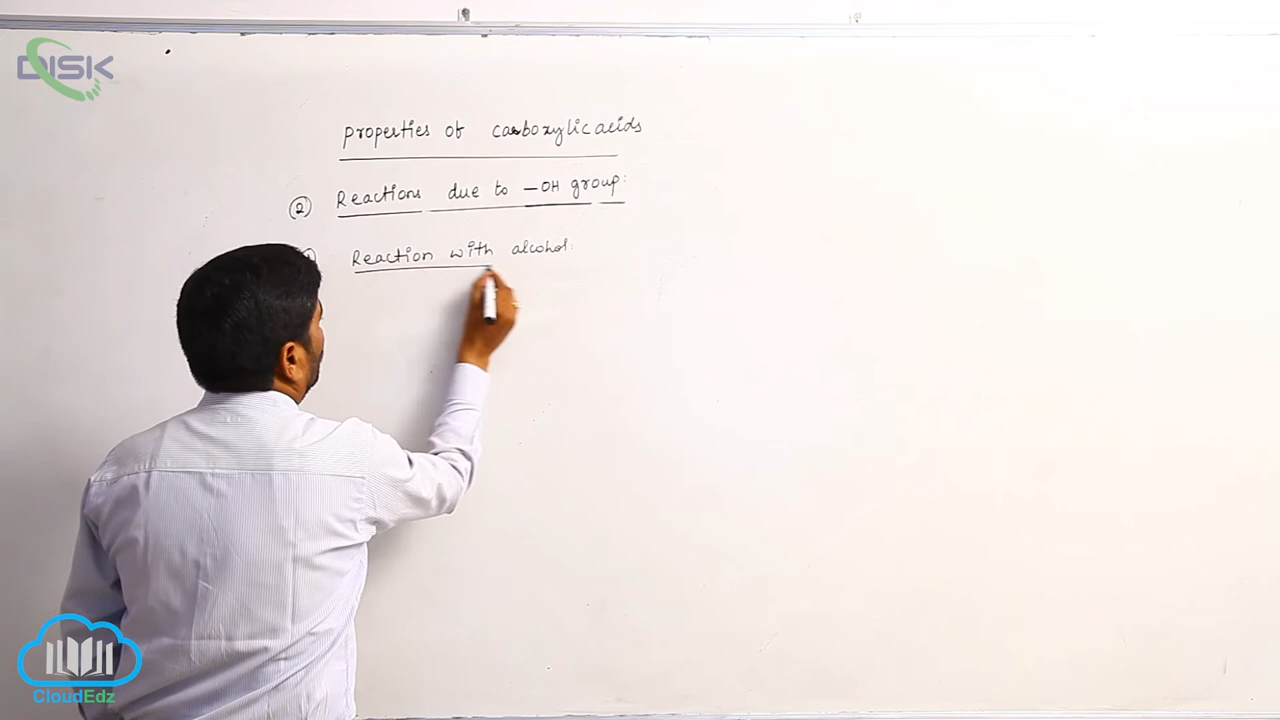 DISK
Properties of carboxylic acids
② Reactions due to —OH group:
Reaction with alcohol:
CloudEdz